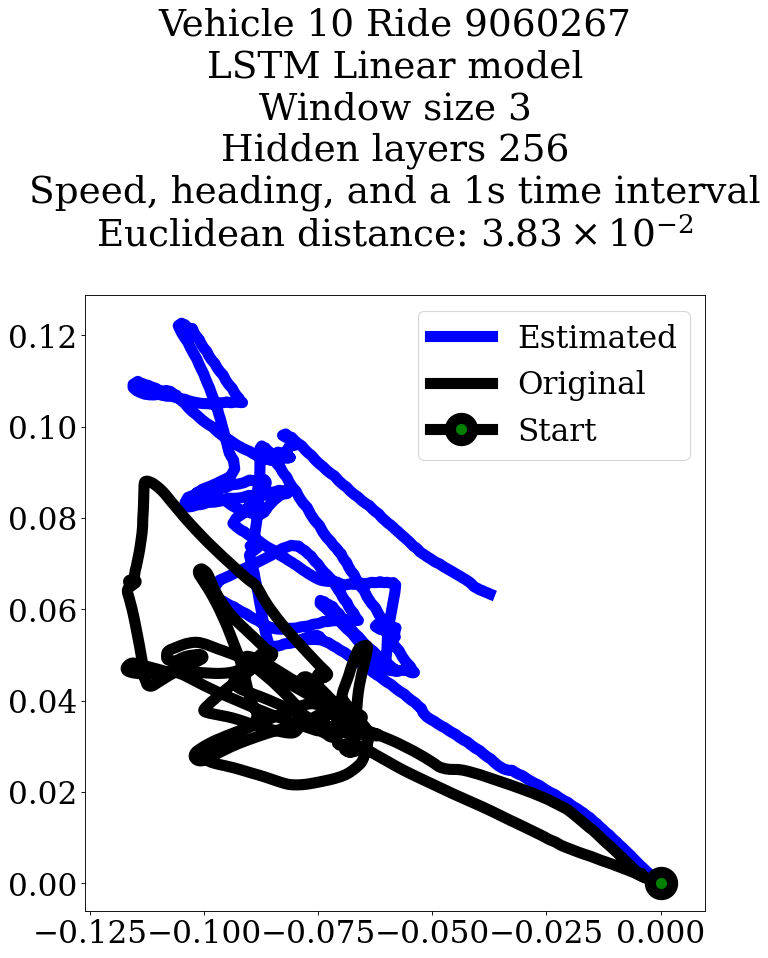 Vehicle 10 Ride 9060267
LSTM Linear model
Window size 3
Hidden layers 256
Speed, heading, and a 1s time interval
Euclidean distance: 3.83 × 10⁻²
Estimated
Original
Start
0.12
0.10
0.08
0.06
0.04
0.02
0.00
−0.125 −0.100 −0.075 −0.050 −0.025 0.000